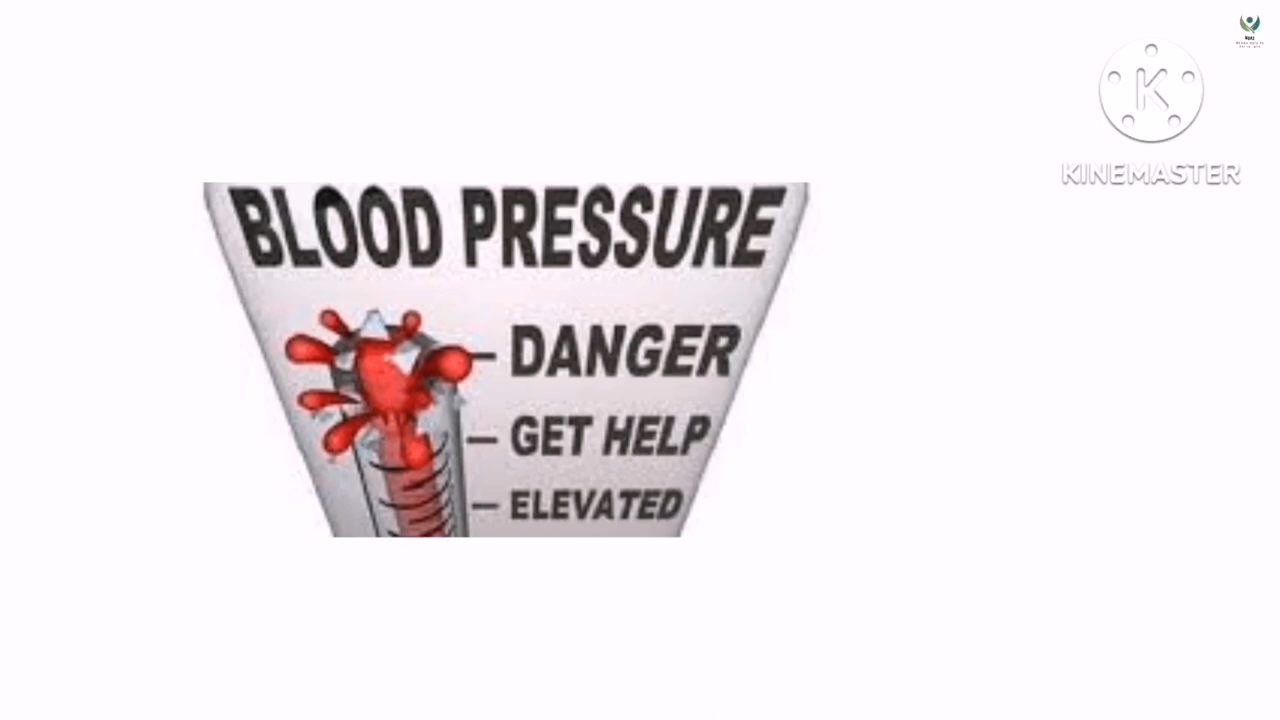 KINEMASTER
BLOOD PRESSURE
DANGER
GET HELP
ELEVATED